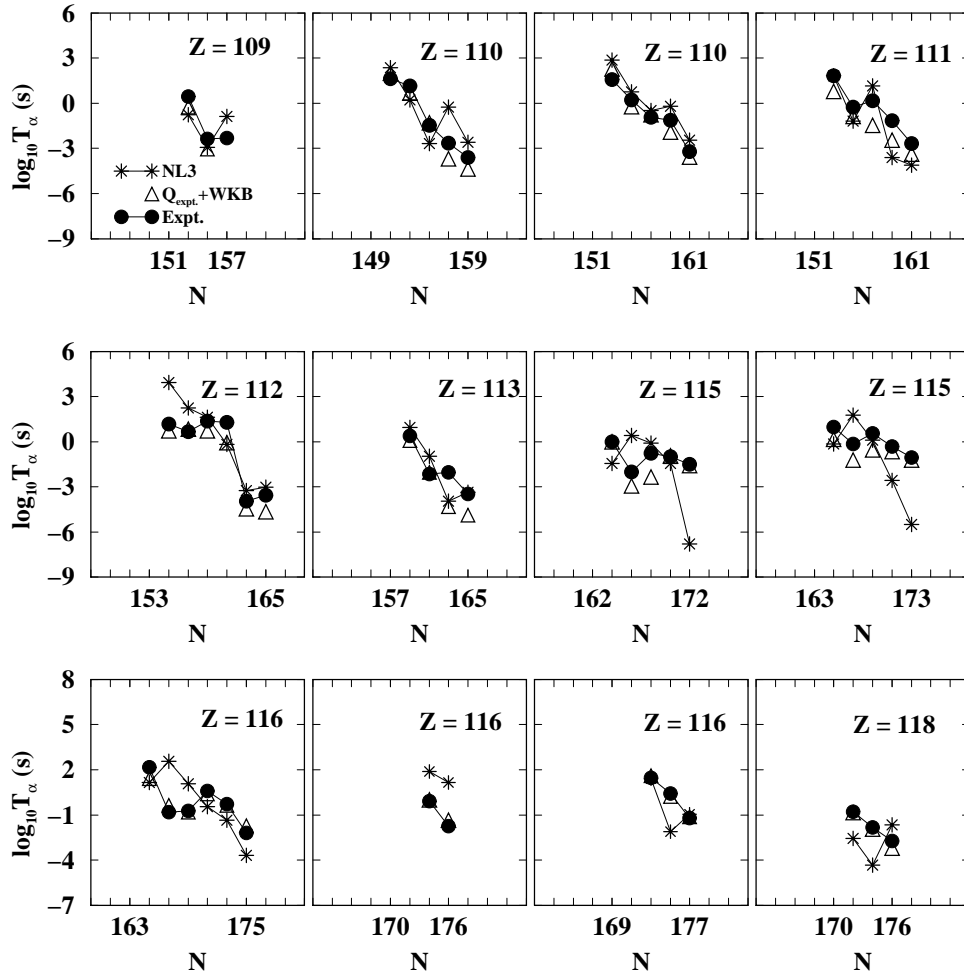 6
3
0
−3
−6
−9
log10Tα (s)
Z = 109
NL3
Qexpt.+WKB
Expt.
151 157
N
Z = 110
149 159
N
Z = 110
151 161
N
Z = 111
151 161
N
6
3
0
−3
−6
−9
log10Tα (s)
Z = 112
153 165
N
Z = 113
157 165
N
Z = 115
162 172
N
Z = 115
163 173
N
8
5
2
−1
−4
−7
log10Tα (s)
Z = 116
163 175
N
Z = 116
170 176
N
Z = 116
169 177
N
Z = 118
170 176
N